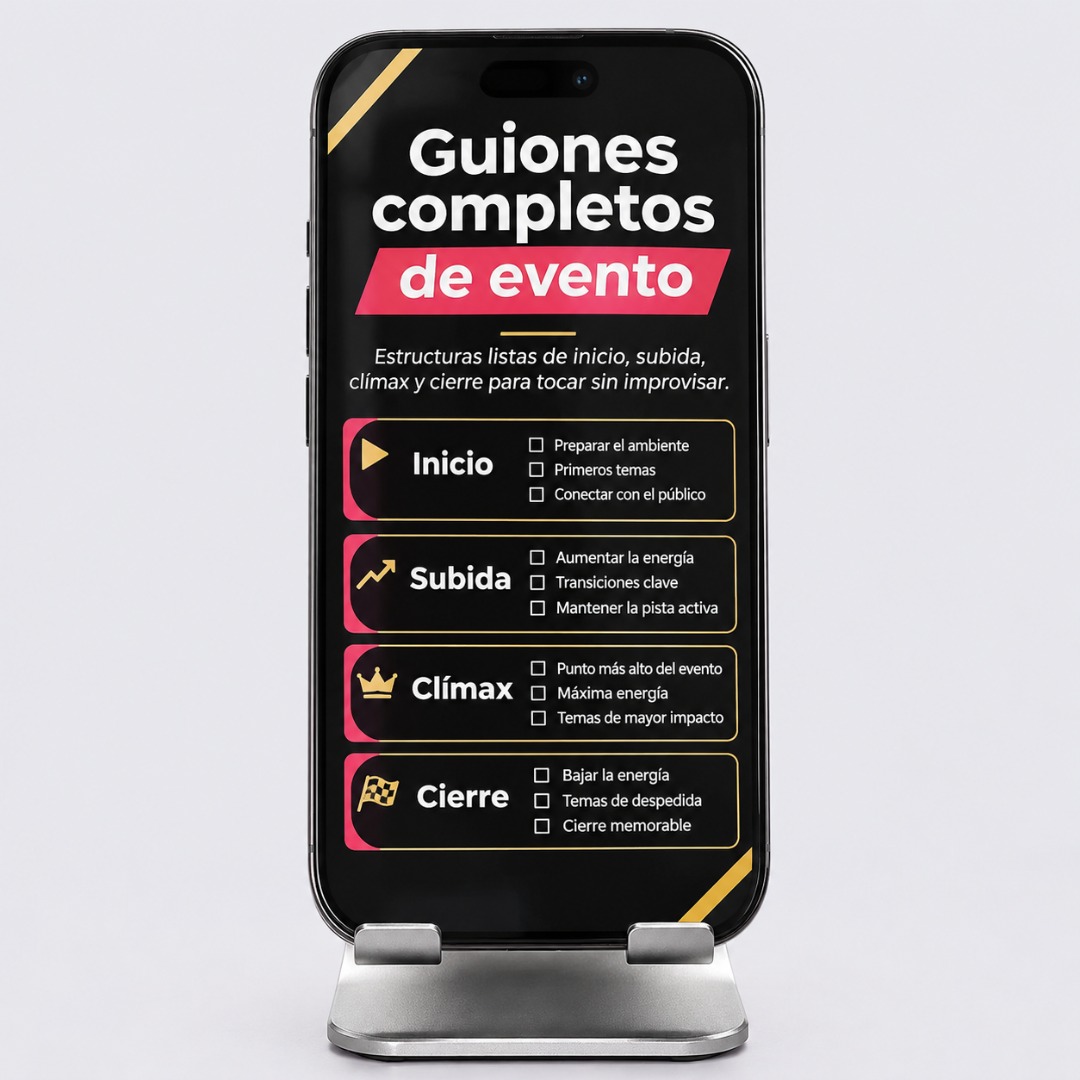 Guiones
completos
de evento
Estructuras listas de inicio, subida,
clímax y cierre para tocar sin improvisar.
Inicio
Preparar el ambiente
Primeros temas
Conectar con el público
Subida
Aumentar la energía
Transiciones clave
Mantener la pista activa
Clímax
Punto más alto del evento
Máxima energía
Temas de mayor impacto
Cierre
Bajar la energía
Temas de despedida
Cierre memorable